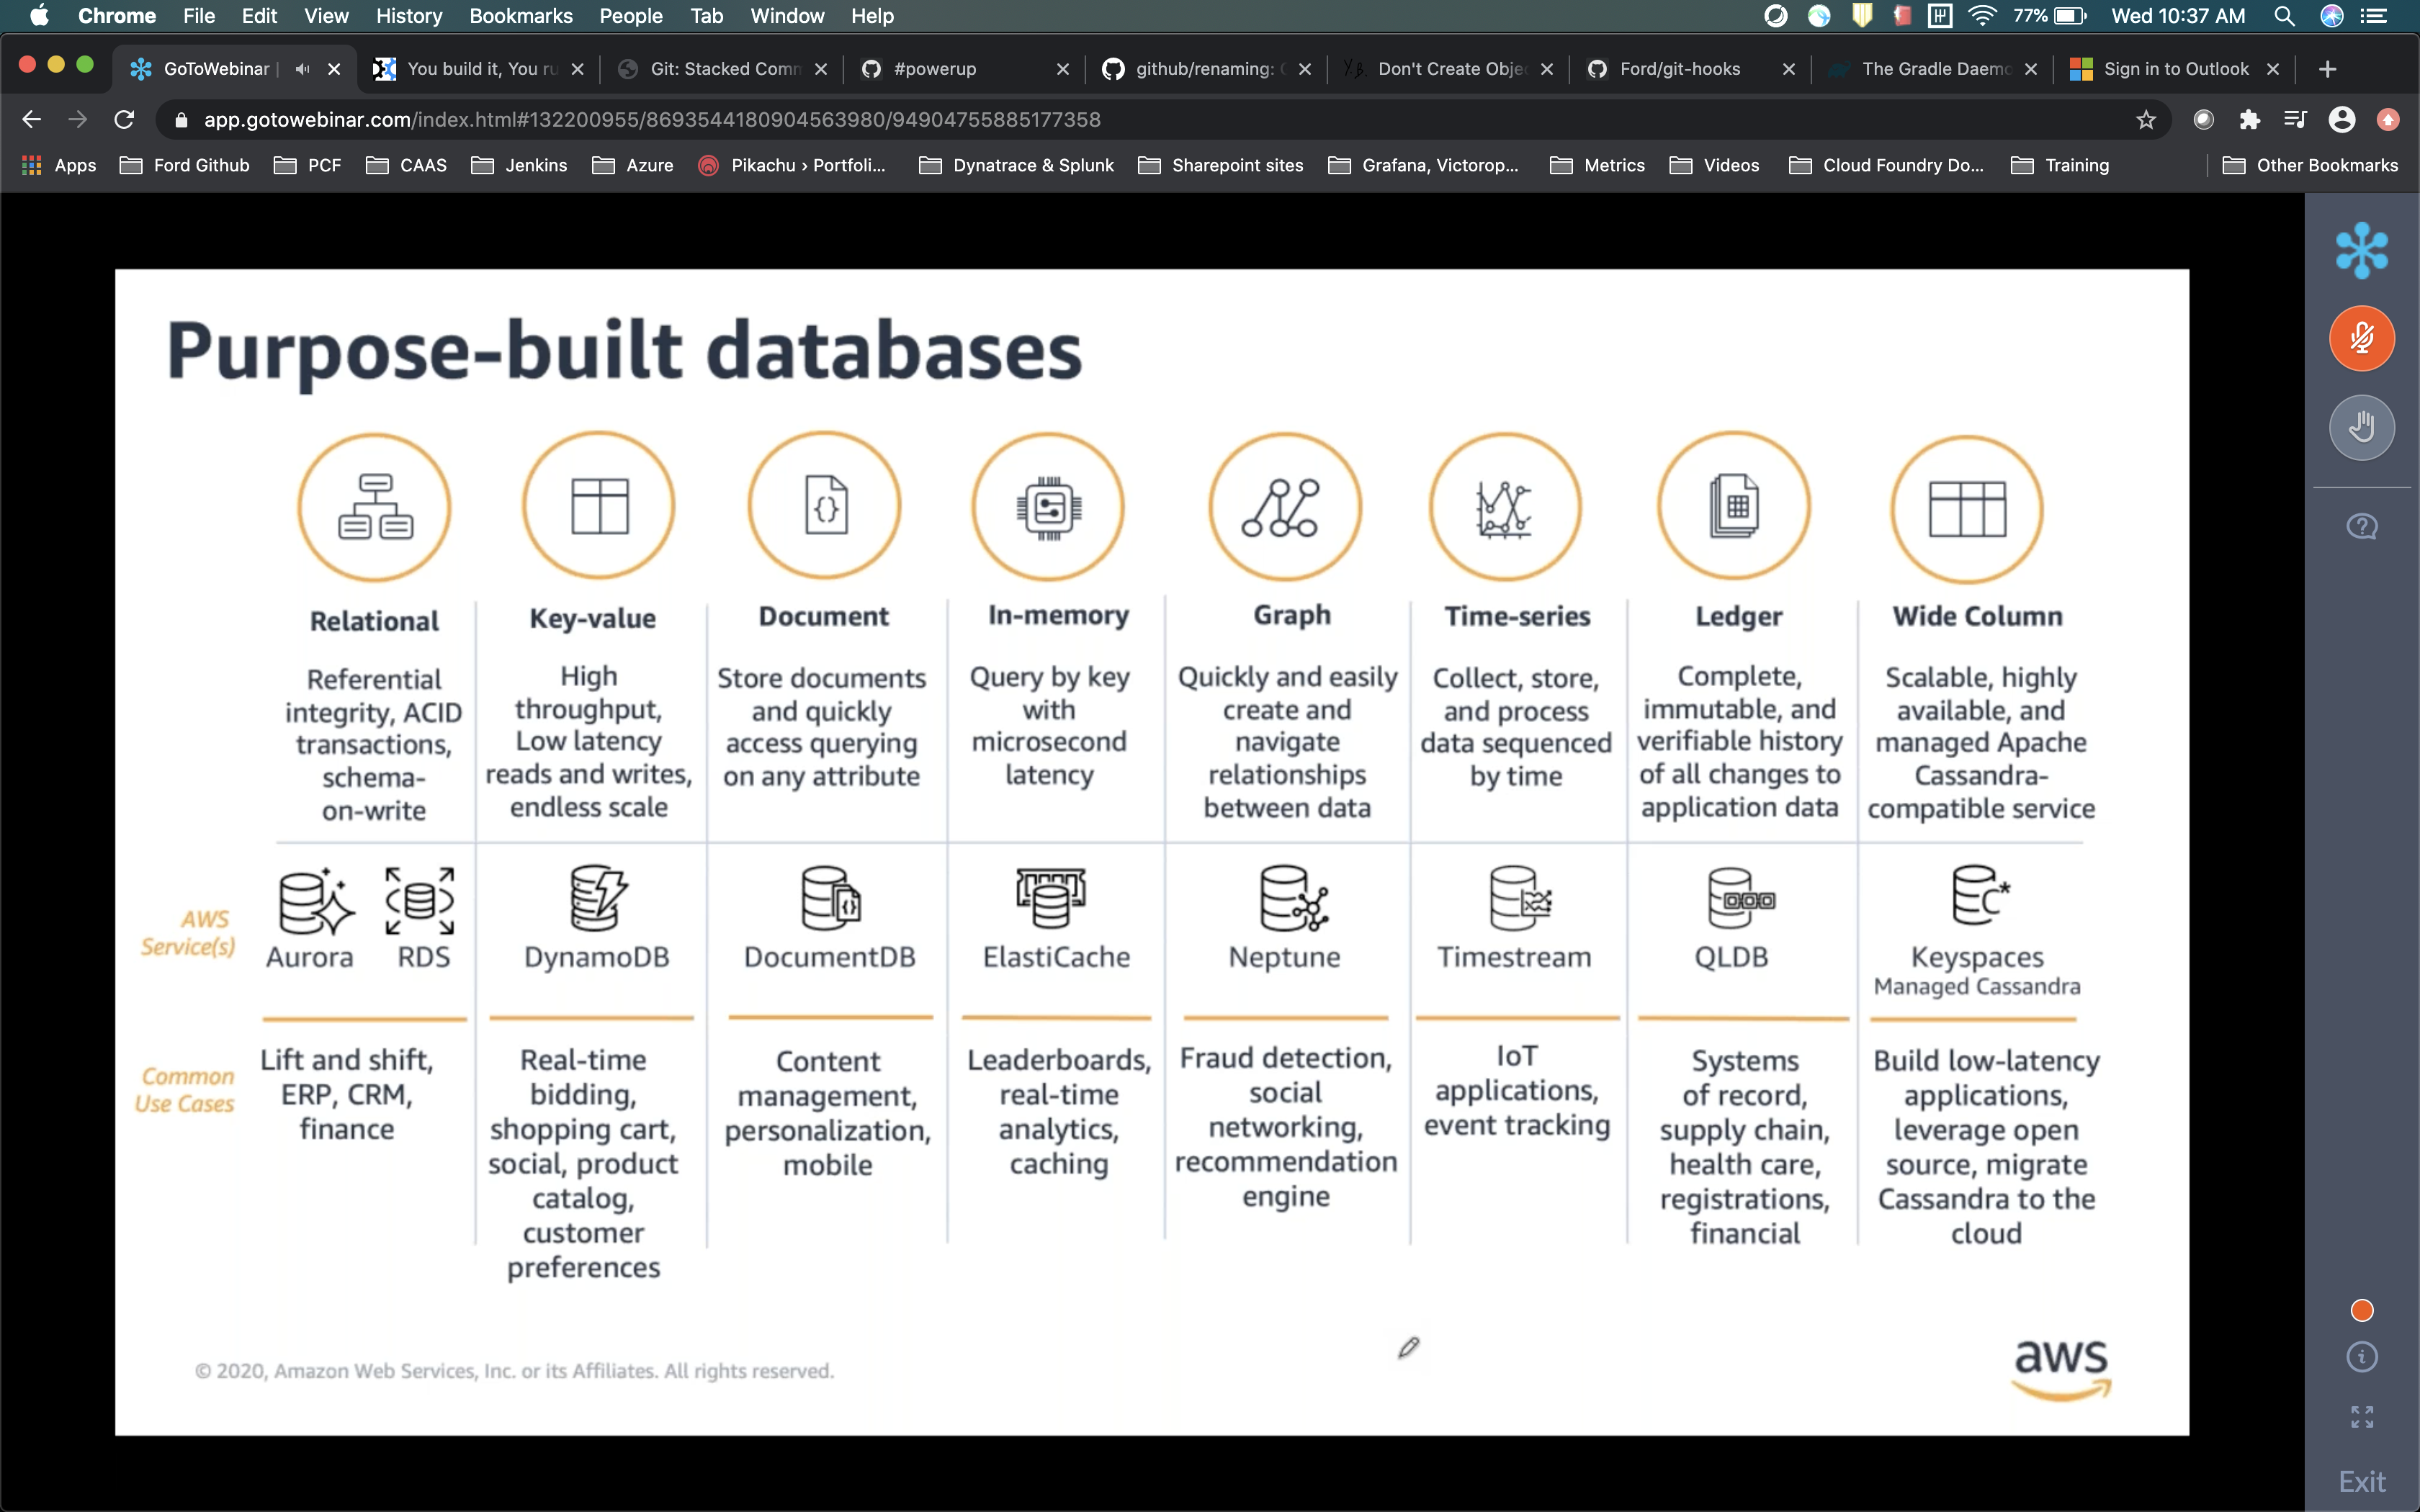 Chrome File Edit View History Bookmarks People Tab Window Help 77% Wed 10:37 AM
GoToWebinar You build it, You ru Git: Stacked Comm #powerup github/renaming: Don't Create Obje Ford/git-hooks The Gradle Daemo Sign in to Outlook
app.gotowebinar.com/index.html#132200955/8693544180904563980/94904755885177358
Apps Ford Github PCF CAAS Jenkins Azure Pikachu › Portfoli... Dynatrace & Splunk Sharepoint sites Grafana, Victorop... Metrics Videos Cloud Foundry Do... Training Other Bookmarks
Purpose-built databases
Relational
Referential
integrity, ACID
transactions,
schema-
on-write
Key-value
High
throughput,
Low latency
reads and writes,
endless scale
Document
Store documents
and quickly
access querying
on any attribute
In-memory
Query by key
with
microsecond
latency
Graph
Quickly and easily
create and
navigate
relationships
between data
Time-series
Collect, store,
and process
data sequenced
by time
Ledger
Complete,
immutable, and
verifiable history
of all changes to
application data
Wide Column
Scalable, highly
available, and
managed Apache
Cassandra-
compatible service
AWS
Service(s)
Aurora RDS
DynamoDB
DocumentDB
ElastiCache
Neptune
Timestream
QLDB
Keyspaces
Managed Cassandra
Common
Use Cases
Lift and shift,
ERP, CRM,
finance
Real-time
bidding,
shopping cart,
social, product
catalog,
customer
preferences
Content
management,
personalization,
mobile
Leaderboards,
real-time
analytics,
caching
Fraud detection,
social
networking,
recommendation
engine
IoT
applications,
event tracking
Systems
of record,
supply chain,
health care,
registrations,
financial
Build low-latency
applications,
leverage open
source, migrate
Cassandra to the
cloud
© 2020, Amazon Web Services, Inc. or its Affiliates. All rights reserved.
aws
Exit